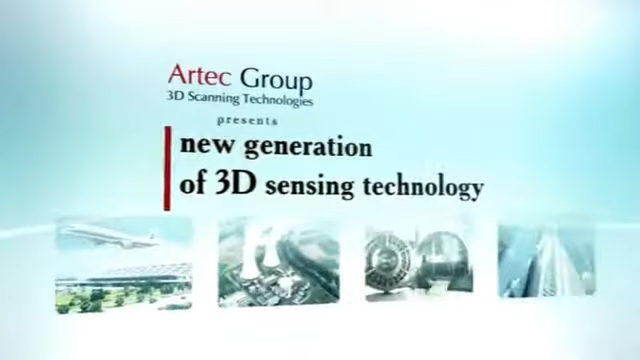 Artec Group
3D Scanning Technologies
presents
new generation
of 3D sensing technology